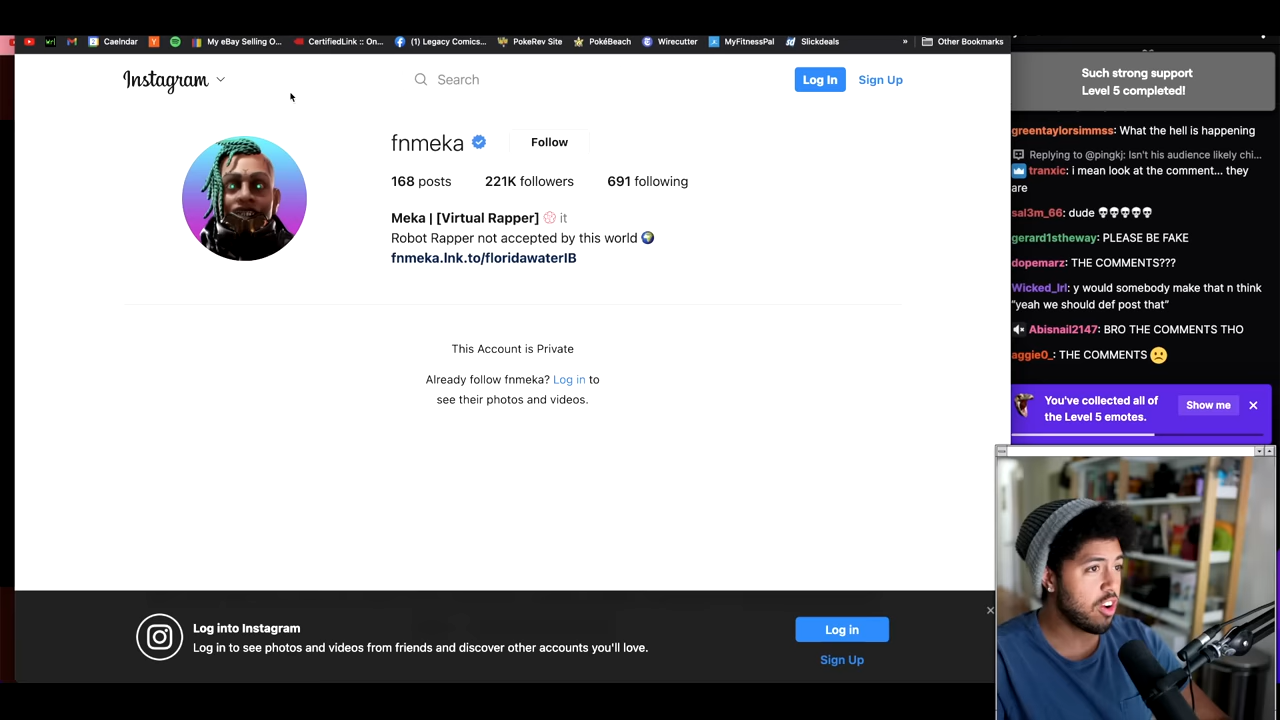 wrl
Caelndar
Y
My eBay Selling O...
CertifiedLink :: On...
(1) Legacy Comics...
PokeRev Site
PokéBeach
Wirecutter
MyFitnessPal
sd Slickdeals
»
Other Bookmarks
Instagram
Search
Log In
Sign Up
fnmeka
Follow
168 posts 221K followers 691 following
Meka | [Virtual Rapper] it
Robot Rapper not accepted by this world 🌍
fnmeka.lnk.to/floridawaterIB
This Account is Private
Already follow fnmeka? Log in to
see their photos and videos.
Log into Instagram
Log in to see photos and videos from friends and discover other accounts you'll love.
Log in
Sign Up
Such strong support
Level 5 completed!
greentaylorsimmss: What the hell is happening
Replying to @pingkj: Isn't his audience likely chi...
tranxic: i mean look at the comment... they
are
sal3m_66: dude 💀💀💀💀💀
gerard1stheway: PLEASE BE FAKE
dopemarz: THE COMMENTS???
Wicked_lrl: y would somebody make that n think
“yeah we should def post that”
Abisnail2147: BRO THE COMMENTS THO
aggie0_: THE COMMENTS ☹️
You've collected all of
the Level 5 emotes.
Show me